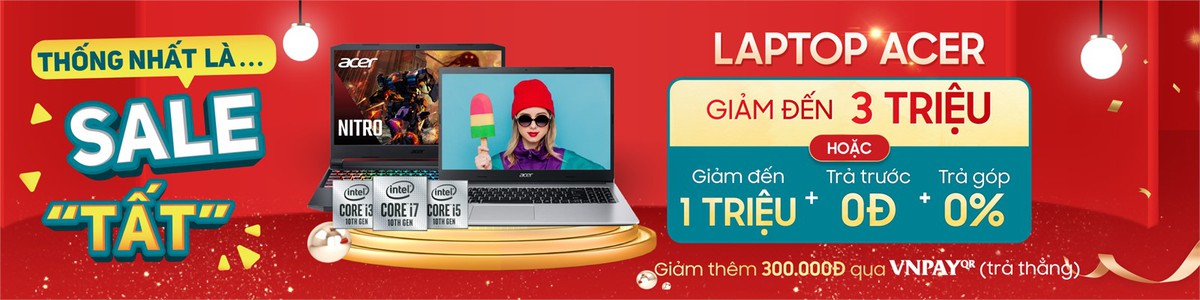 THỐNG NHẤT LÀ...
SALE
"TẤT"
acer
NITRO
acer
intel
CORE i3
10TH GEN
intel
CORE i7
10TH GEN
intel
CORE i5
10TH GEN
LAPTOP ACER
GIẢM ĐẾN 3 TRIỆU
HOẶC
Giảm đến
1 TRIỆU
+
Trả trước
0Đ
+
Trả góp
0%
Giảm thêm 300.000Đ qua VNPAYQR (trả thẳng)